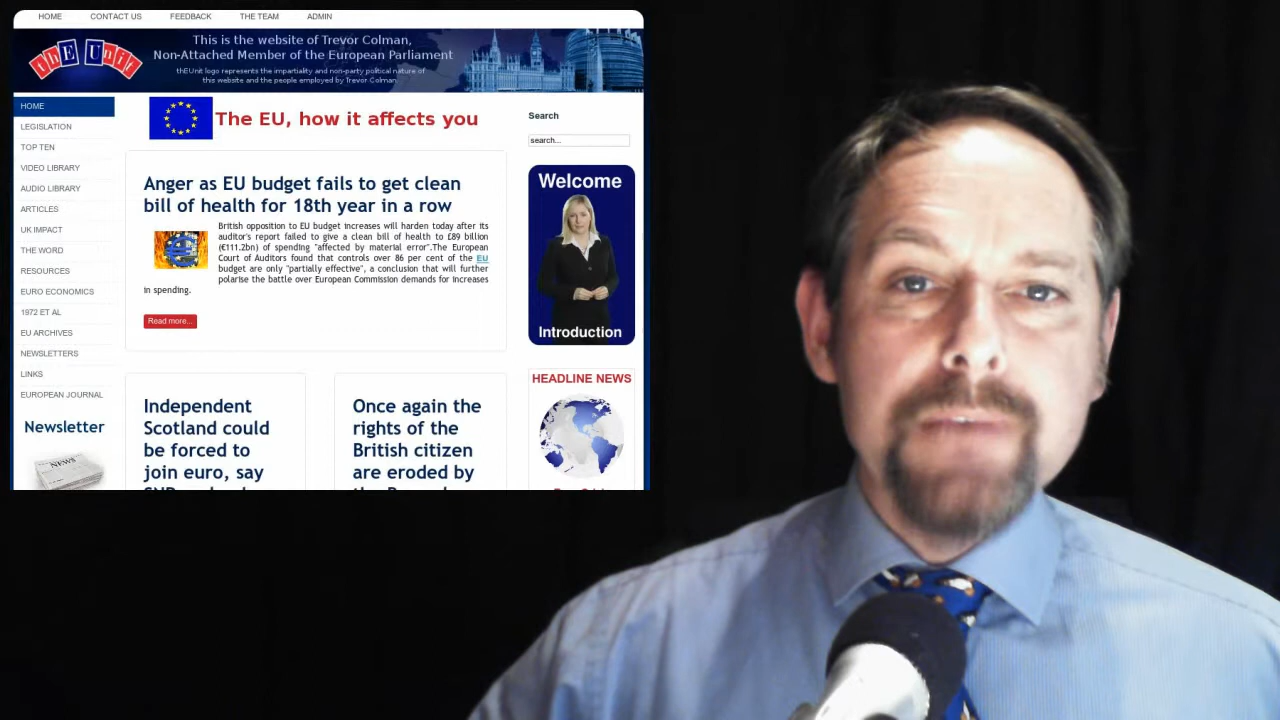 HOME CONTACT US FEEDBACK THE TEAM ADMIN
thEUnit
This is the website of Trevor Colman,
Non-Attached Member of the European Parliament
thEUnit logo represents the impartiality and non-party political nature of
this website and the people employed by Trevor Colman
HOME
LEGISLATION
TOP TEN
VIDEO LIBRARY
AUDIO LIBRARY
ARTICLES
UK IMPACT
THE WORD
RESOURCES
EURO ECONOMICS
1972 ET AL
EU ARCHIVES
NEWSLETTERS
LINKS
EUROPEAN JOURNAL
Newsletter
NEWS
The EU, how it affects you
Anger as EU budget fails to get clean
bill of health for 18th year in a row
British opposition to EU budget increases will harden today after its
auditor's report failed to give a clean bill of health to £89 billion
(€111.2bn) of spending "affected by material error".The European
Court of Auditors found that controls over 86 per cent of the EU
budget are only "partially effective", a conclusion that will further
polarise the battle over European Commission demands for increases
in spending.
Read more...
Independent
Scotland could
be forced to
join euro, say
Once again the
rights of the
British citizen
are eroded by
Search
search...
Welcome
Introduction
HEADLINE NEWS